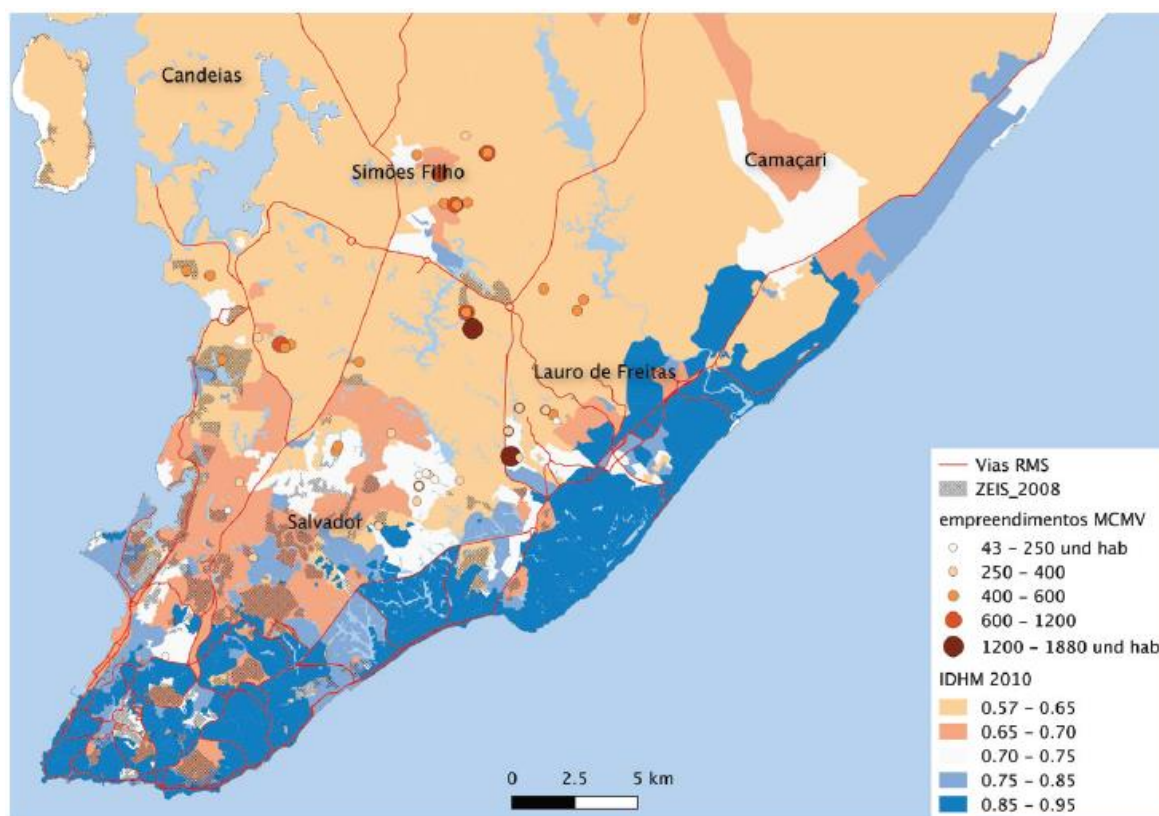 Candeias
Simões Filho
Camaçari
Lauro de Freitas
Salvador
Vias RMS
ZEIS_2008
empreendimentos MCMV
43 - 250 und hab
250 - 400
400 - 600
600 - 1200
1200 - 1880 und hab
IDHM 2010
0.57 - 0.65
0.65 - 0.70
0.70 - 0.75
0.75 - 0.85
0.85 - 0.95
0 2.5 5 km